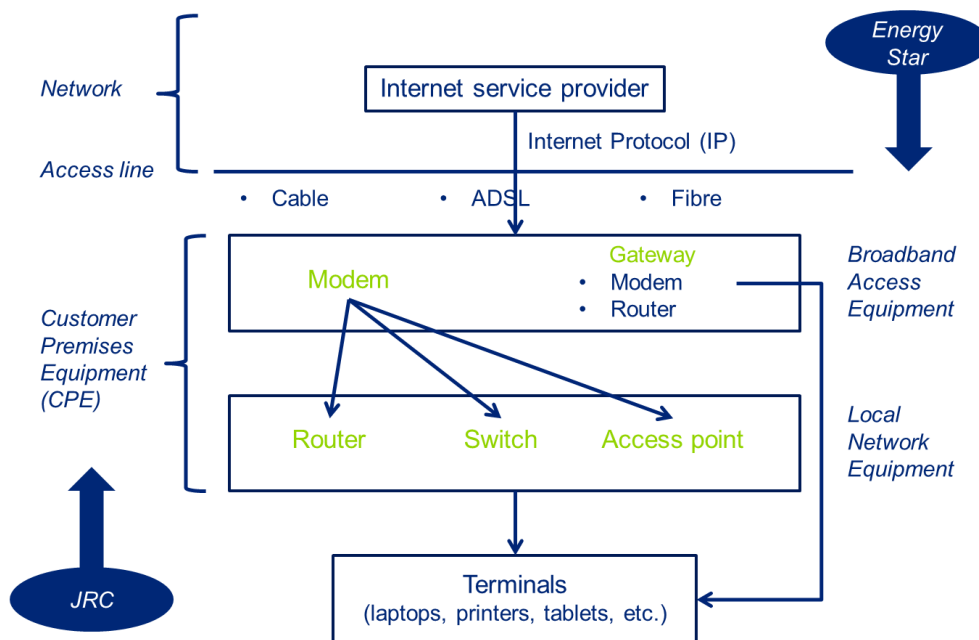 Energy
Star
Network
Internet service provider
Internet Protocol (IP)
Access line
• Cable
• ADSL
• Fibre
Gateway
Modem
• Modem
• Router
Broadband
Access
Equipment
Customer
Premises
Equipment
(CPE)
Router
Switch
Access point
Local
Network
Equipment
JRC
Terminals
(laptops, printers, tablets, etc.)